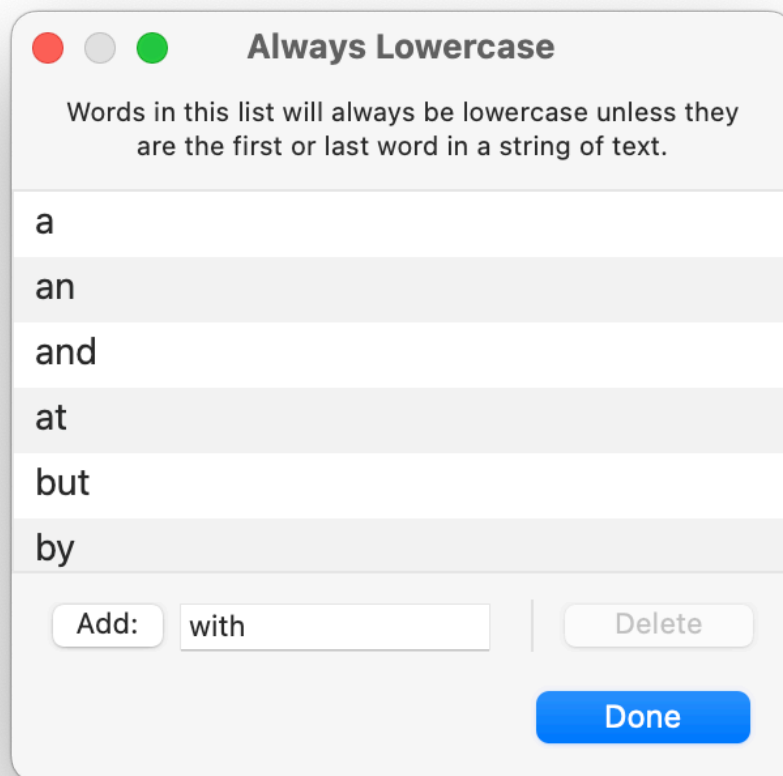 Always Lowercase
Words in this list will always be lowercase unless they
are the first or last word in a string of text.
a
an
and
at
but
by
Add: with Delete
Done